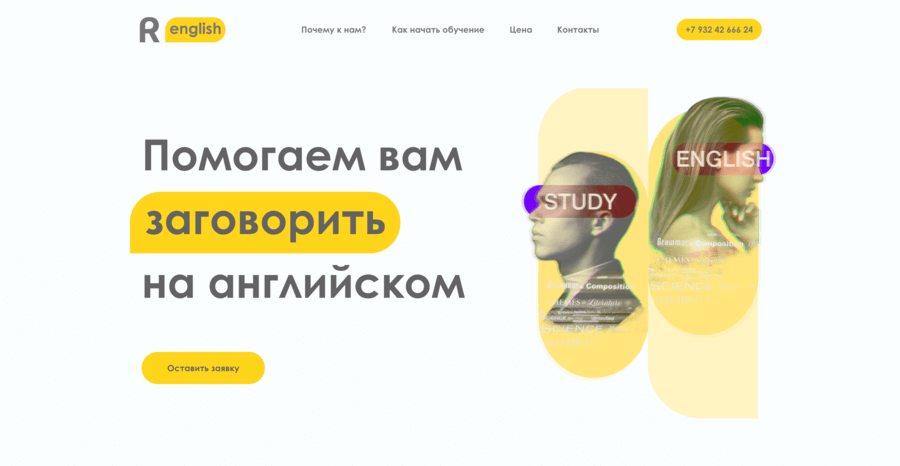 R english
Почему к нам?
Как начать обучение
Цена
Контакты
+7 932 42 666 24
Помогаем вам
заговорить
на английском
Оставить заявку
STUDY
ENGLISH
Grammar & Composition
SCIENCE
Composition
Literature
SCIENCE